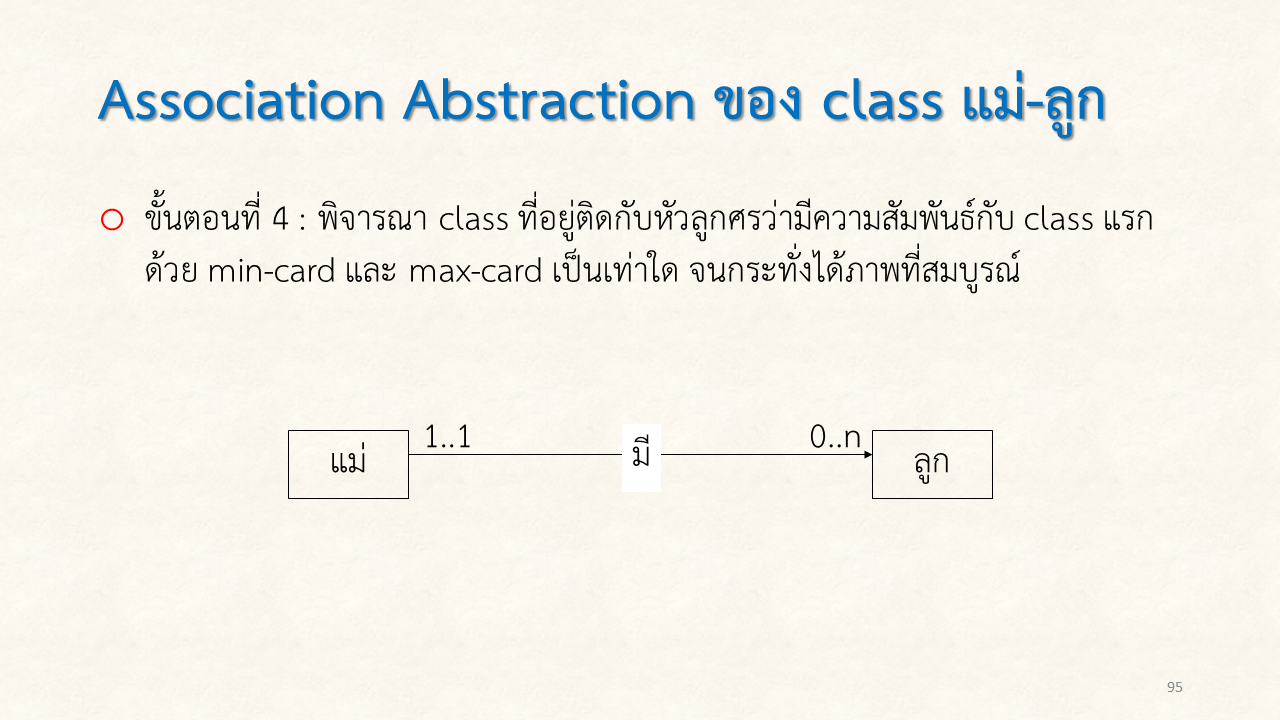 Association Abstraction ของ class แม่-ลูก
ขั้นตอนที่ 4 : พิจารณา class ที่อยู่ติดกับหัวลูกศรว่ามีความสัมพันธ์กับ class แรก
ด้วย min-card และ max-card เป็นเท่าใด จนกระทั่งได้ภาพที่สมบูรณ์
แม่ 1..1 มี 0..n ลูก
95